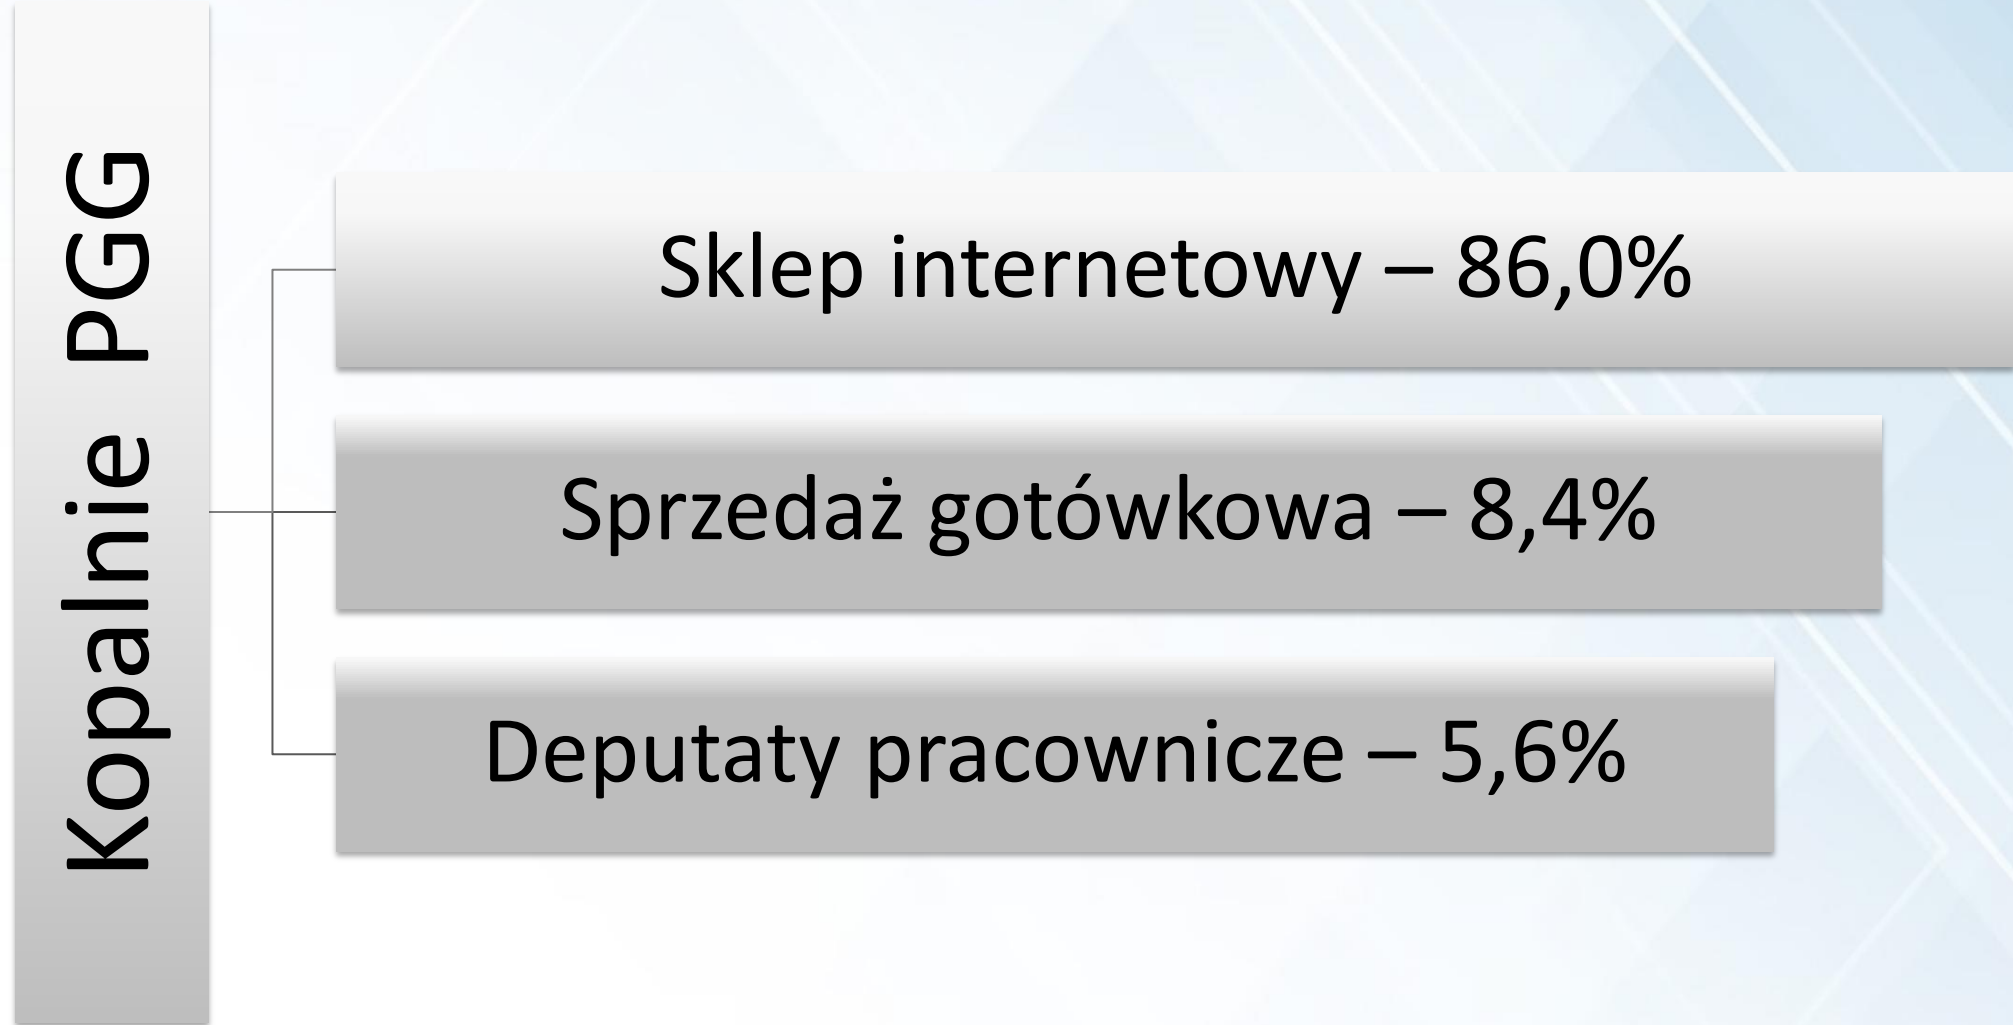 Kopalnie PGG
Sklep internetowy – 86,0%
Sprzedaż gotówkowa – 8,4%
Deputaty pracownicze – 5,6%